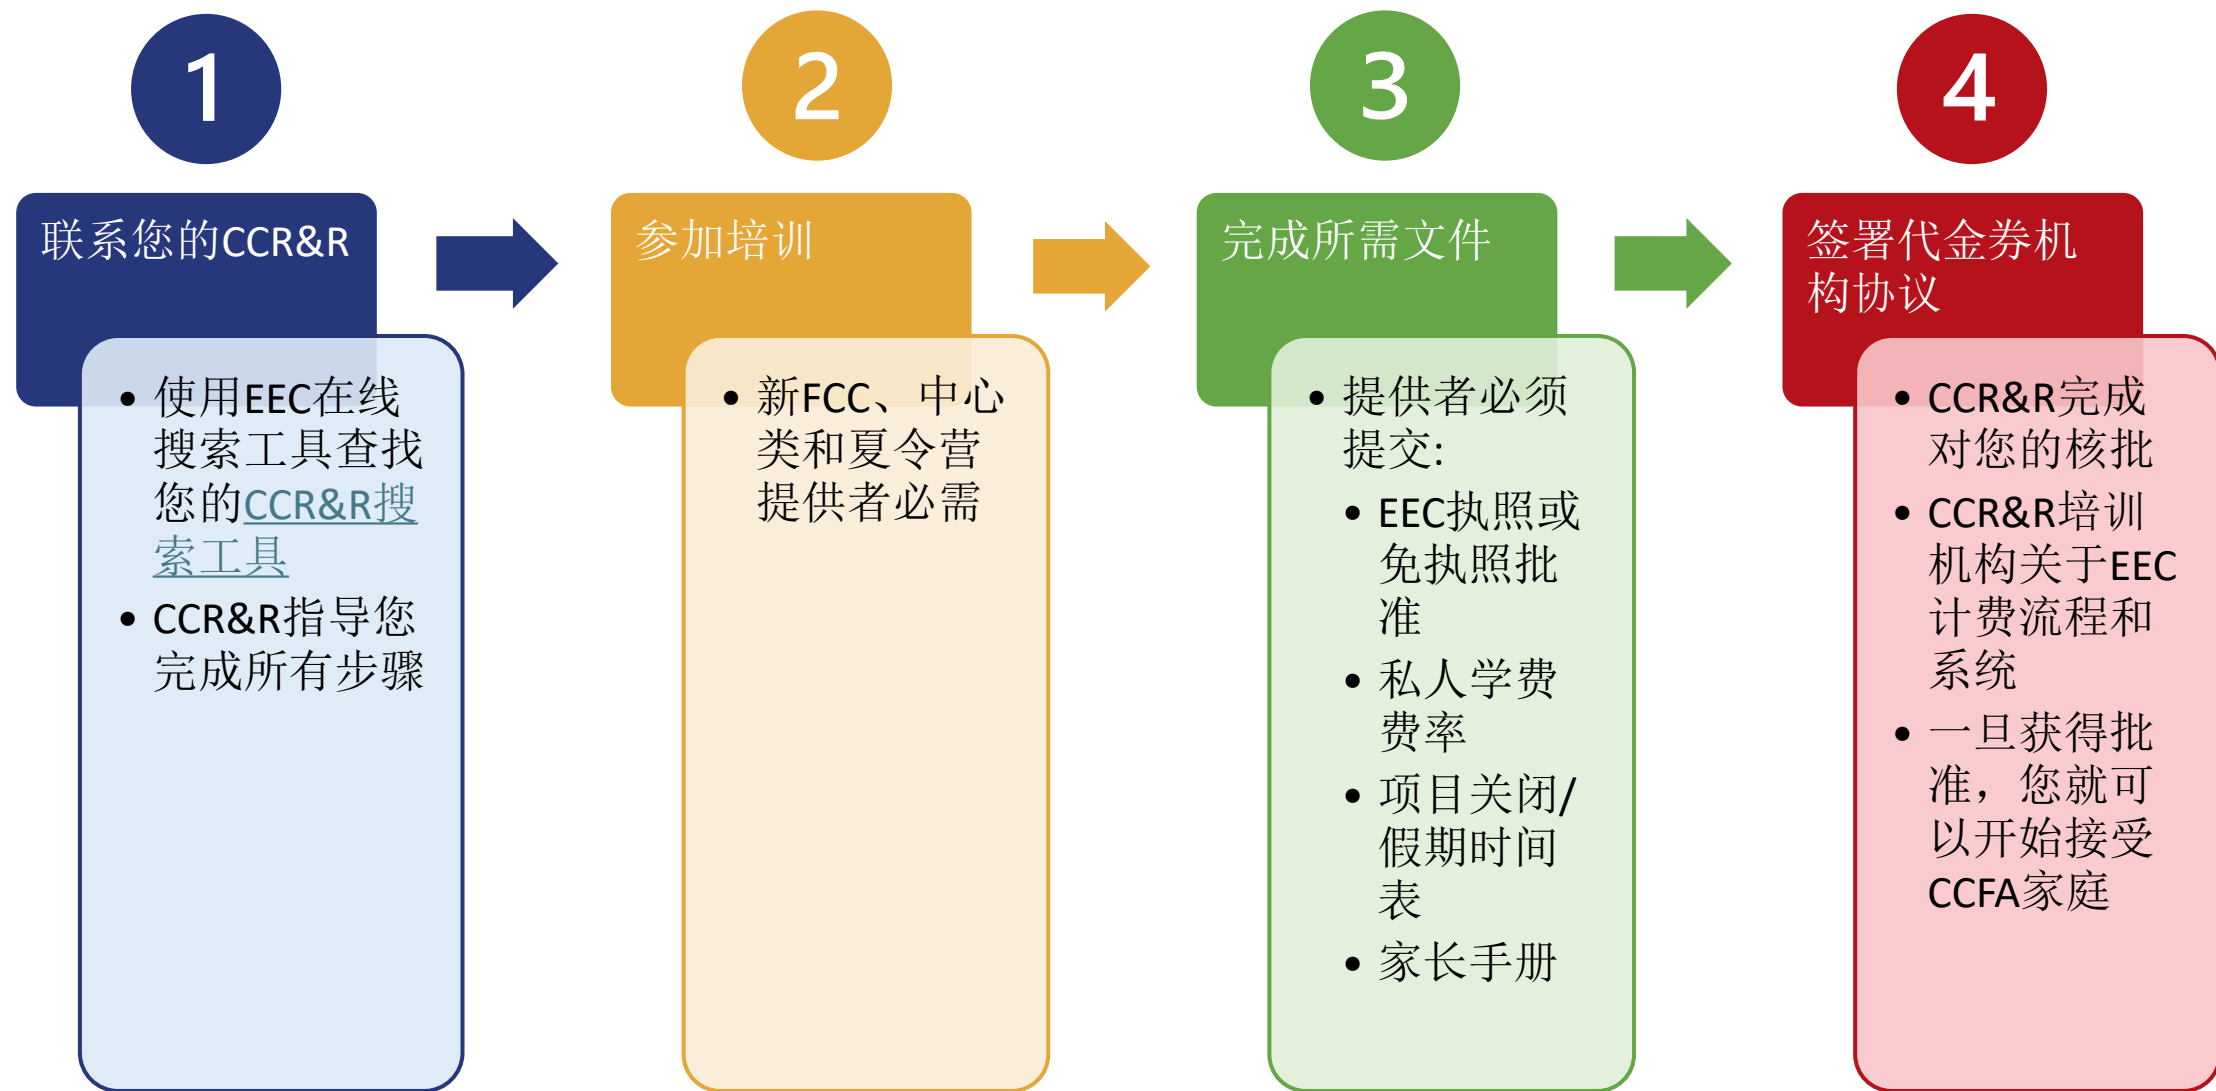 1
联系您的CCR&R
• 使用EEC在线
搜索工具查找
您的CCR&R搜
索工具
• CCR&R指导您
完成所有步骤
2
参加培训
• 新FCC、中心
类和夏令营
提供者必需
3
完成所需文件
• 提供者必须
提交:
• EEC执照或
免执照批
准
• 私人学费
费率
• 项目关闭/
假期时间
表
• 家长手册
4
签署代金券机
构协议
• CCR&R完成
对您的核批
• CCR&R培训
机构关于EEC
计费流程和
系统
• 一旦获得批
准，您就可
以开始接受
CCFA家庭